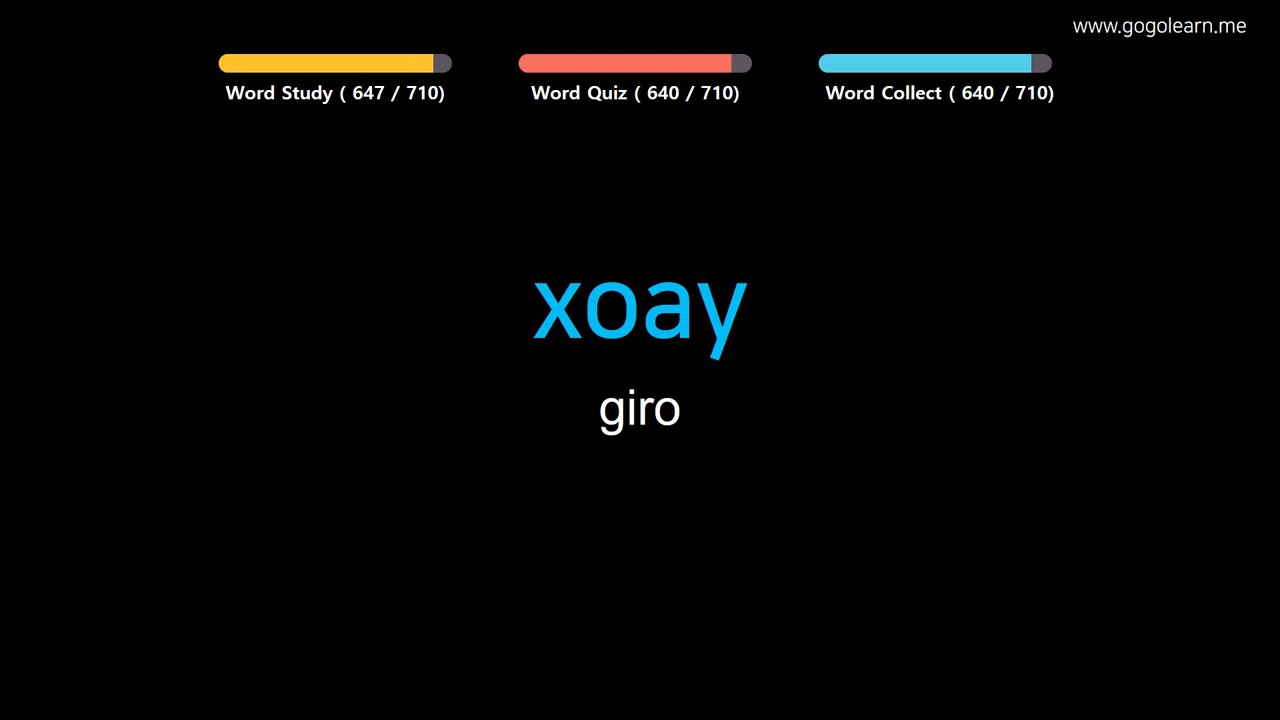 www.gogolearn.me
Word Study ( 647 / 710)
Word Quiz ( 640 / 710)
Word Collect ( 640 / 710)
xoay
giro